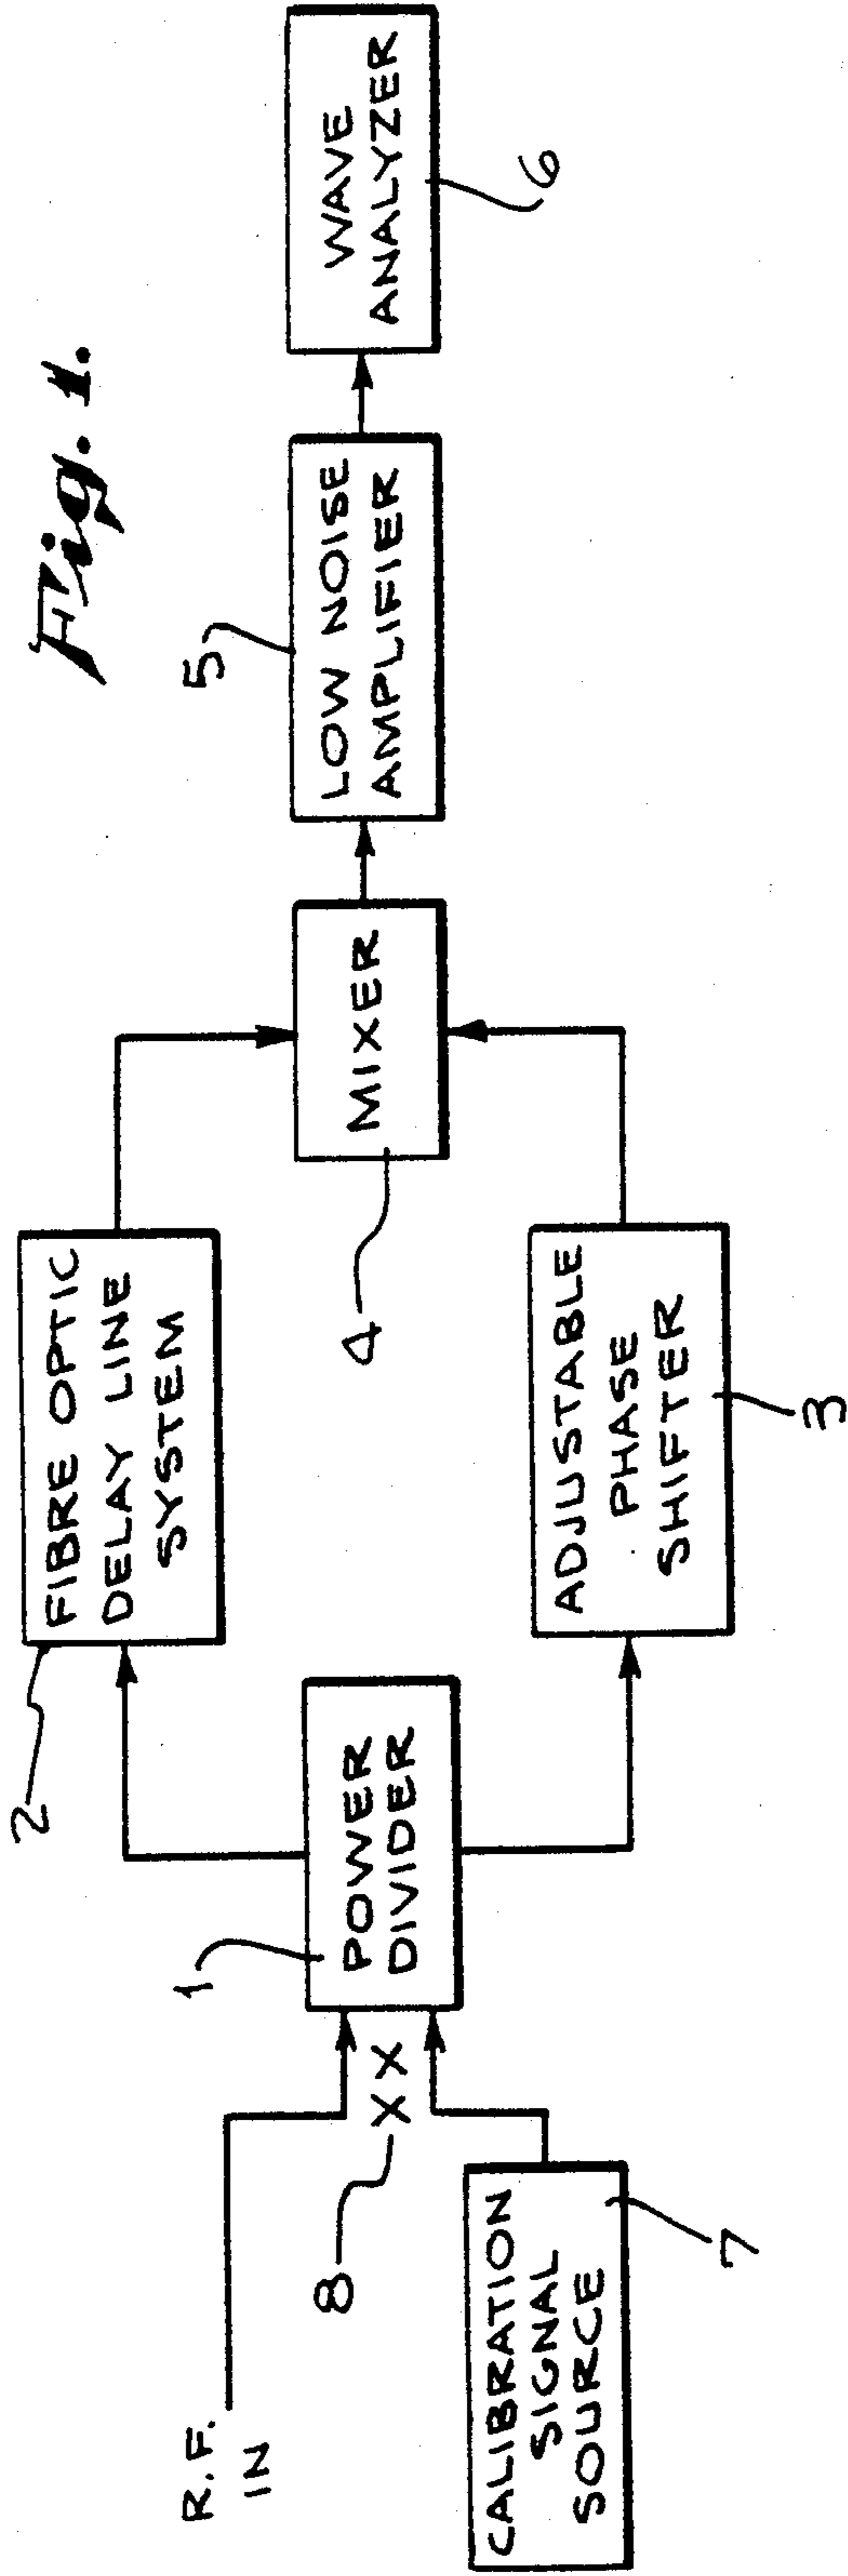 Fig. 1.
R.F.
IN
CALIBRATION
SIGNAL
SOURCE
7
8
XX
1
POWER
DIVIDER
2
FIBRE OPTIC
DELAY LINE
SYSTEM
ADJUSTABLE
PHASE
SHIFTER
3
4
MIXER
5
LOW NOISE
AMPLIFIER
WAVE
ANALYZER
6